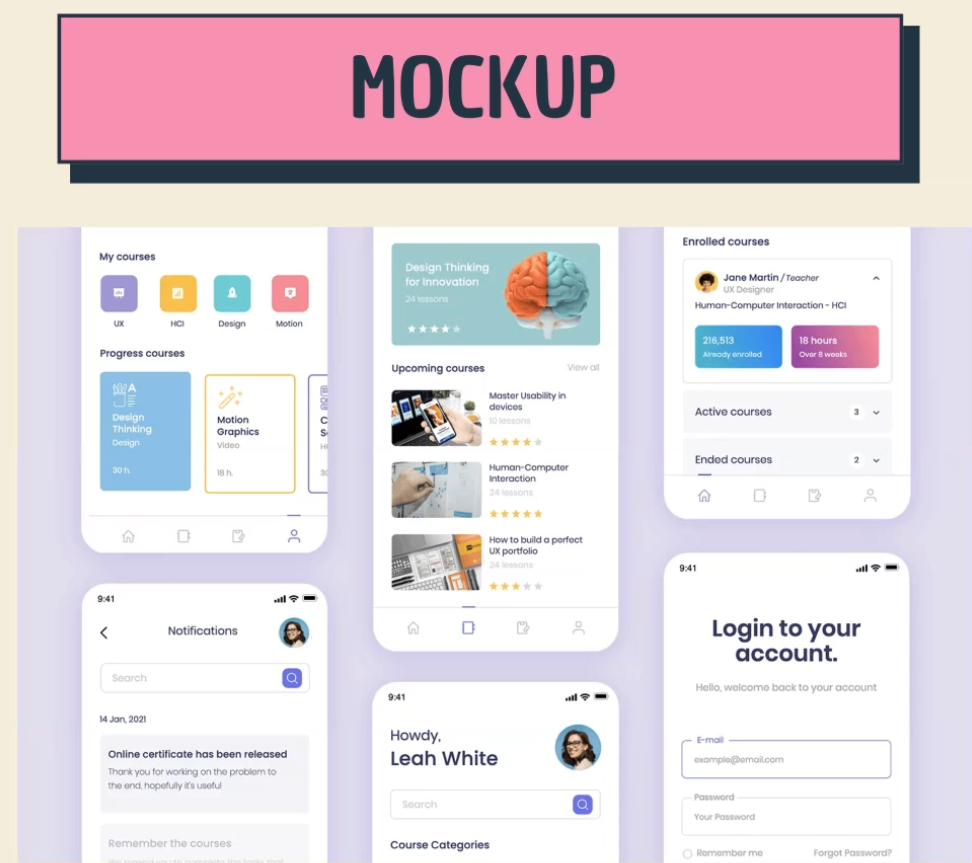 MOCKUP
My courses
UX
HCI
Design
Motion
Progress courses
A
Design
Thinking
Design
30 h.
Motion
Graphics
Video
18 h.
Design Thinking
for Innovation
24 lessons
Upcoming courses
View all
Master Usability in
devices
10 lessons
Human-Computer
Interaction
24 lessons
How to build a perfect
UX portfolio
24 lessons
Enrolled courses
Jane Martin / Teacher
UX Designer
Human-Computer Interaction - HCI
216,513
Already enrolled
18 hours
Over 8 weeks
Active courses
3
Ended courses
2
9:41
Notifications
Search
14 Jan, 2021
Online certificate has been released
Thank you for working on the problem to
the end, hopefully it's useful
Remember the courses
9:41
Howdy,
Leah White
Search
Course Categories
9:41
Login to your
account.
Hello, welcome back to your account
E-mail
example@email.com
Password
Your Password
Remember me
Forgot Password?